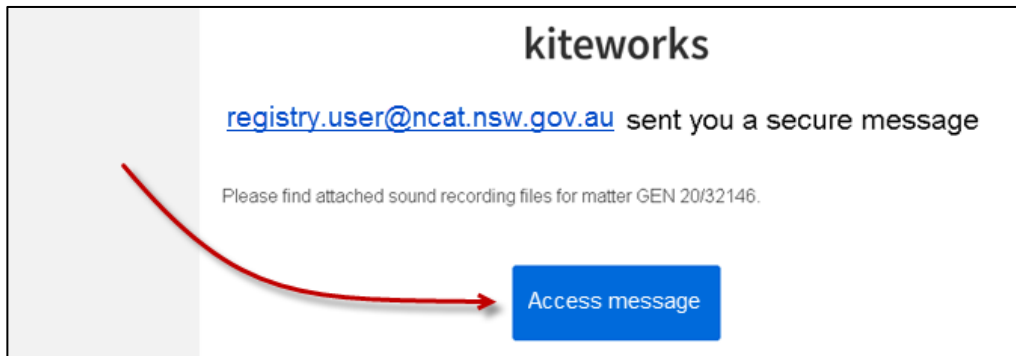 kiteworks
registry.user@ncat.nsw.gov.au sent you a secure message
Please find attached sound recording files for matter GEN 20/32146.
Access message